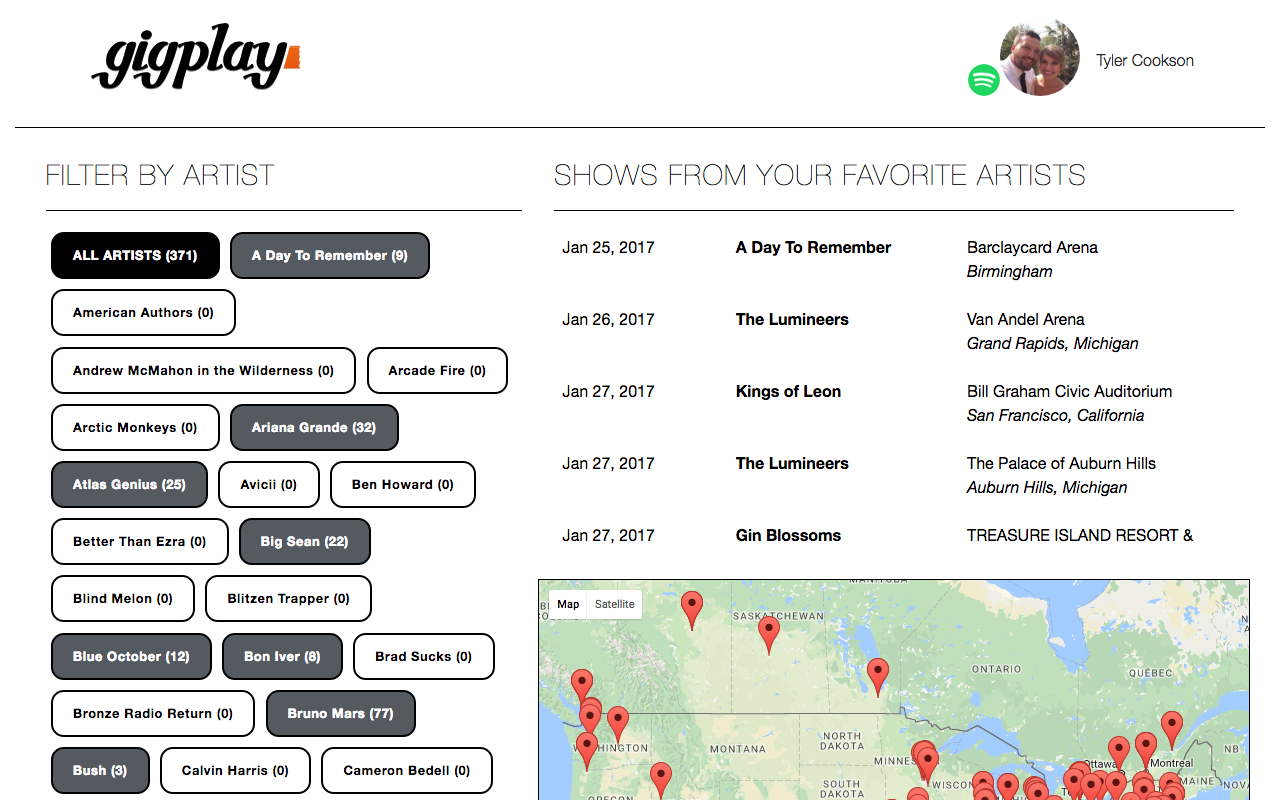 gigplay
Tyler Cookson
FILTER BY ARTIST
ALL ARTISTS (371)
A Day To Remember (9)
American Authors (0)
Andrew McMahon in the Wilderness (0)
Arcade Fire (0)
Arctic Monkeys (0)
Ariana Grande (32)
Atlas Genius (25)
Avicii (0)
Ben Howard (0)
Better Than Ezra (0)
Big Sean (22)
Blind Melon (0)
Blitzen Trapper (0)
Blue October (12)
Bon Iver (8)
Brad Sucks (0)
Bronze Radio Return (0)
Bruno Mars (77)
Bush (3)
Calvin Harris (0)
Cameron Bedell (0)
SHOWS FROM YOUR FAVORITE ARTISTS
Jan 25, 2017 A Day To Remember Barclaycard Arena
Birmingham
Jan 26, 2017 The Lumineers Van Andel Arena
Grand Rapids, Michigan
Jan 27, 2017 Kings of Leon Bill Graham Civic Auditorium
San Francisco, California
Jan 27, 2017 The Lumineers The Palace of Auburn Hills
Auburn Hills, Michigan
Jan 27, 2017 Gin Blossoms TREASURE ISLAND RESORT &
MANITOBA
Map Satellite
SASKATCHEWAN
ONTARIO
QUÉBEC
MONTANA
NORTH
DAKOTA
NB
Ottawa
Montreal
SOUTH
DAKOTA
MAINE
OREGON